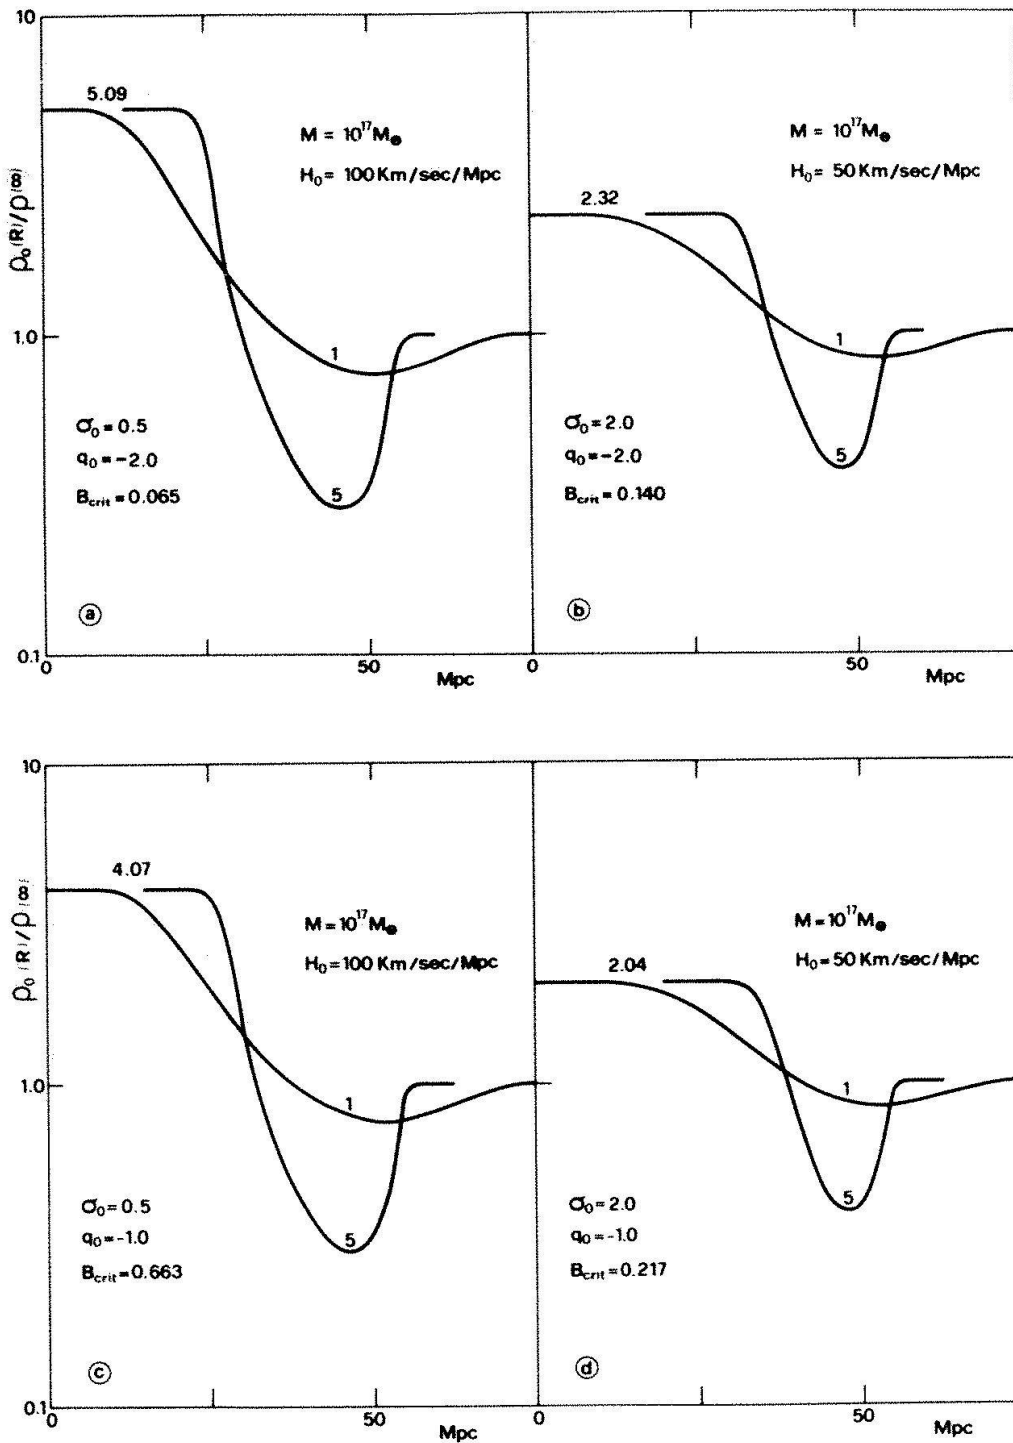 10
5.09
M = 10¹⁷M⊙
H₀ = 100 Km/sec/Mpc
ρ₀(R)/ρ(∞)
1.0
1
5
σ₀ = 0.5
q₀ = -2.0
B_crit = 0.065
a
0.1
0
50
Mpc
2.32
M = 10¹⁷M⊙
H₀ = 50 Km/sec/Mpc
1
5
σ₀ = 2.0
q₀ = -2.0
B_crit = 0.140
b
0
50
Mpc
10
4.07
M = 10¹⁷M⊙
H₀ = 100 Km/sec/Mpc
ρ₀(R)/ρ(∞)
1.0
1
5
σ₀ = 0.5
q₀ = -1.0
B_crit = 0.663
c
0.1
0
50
Mpc
2.04
M = 10¹⁷M⊙
H₀ = 50 Km/sec/Mpc
1
5
σ₀ = 2.0
q₀ = -1.0
B_crit = 0.217
d
0
50
Mpc